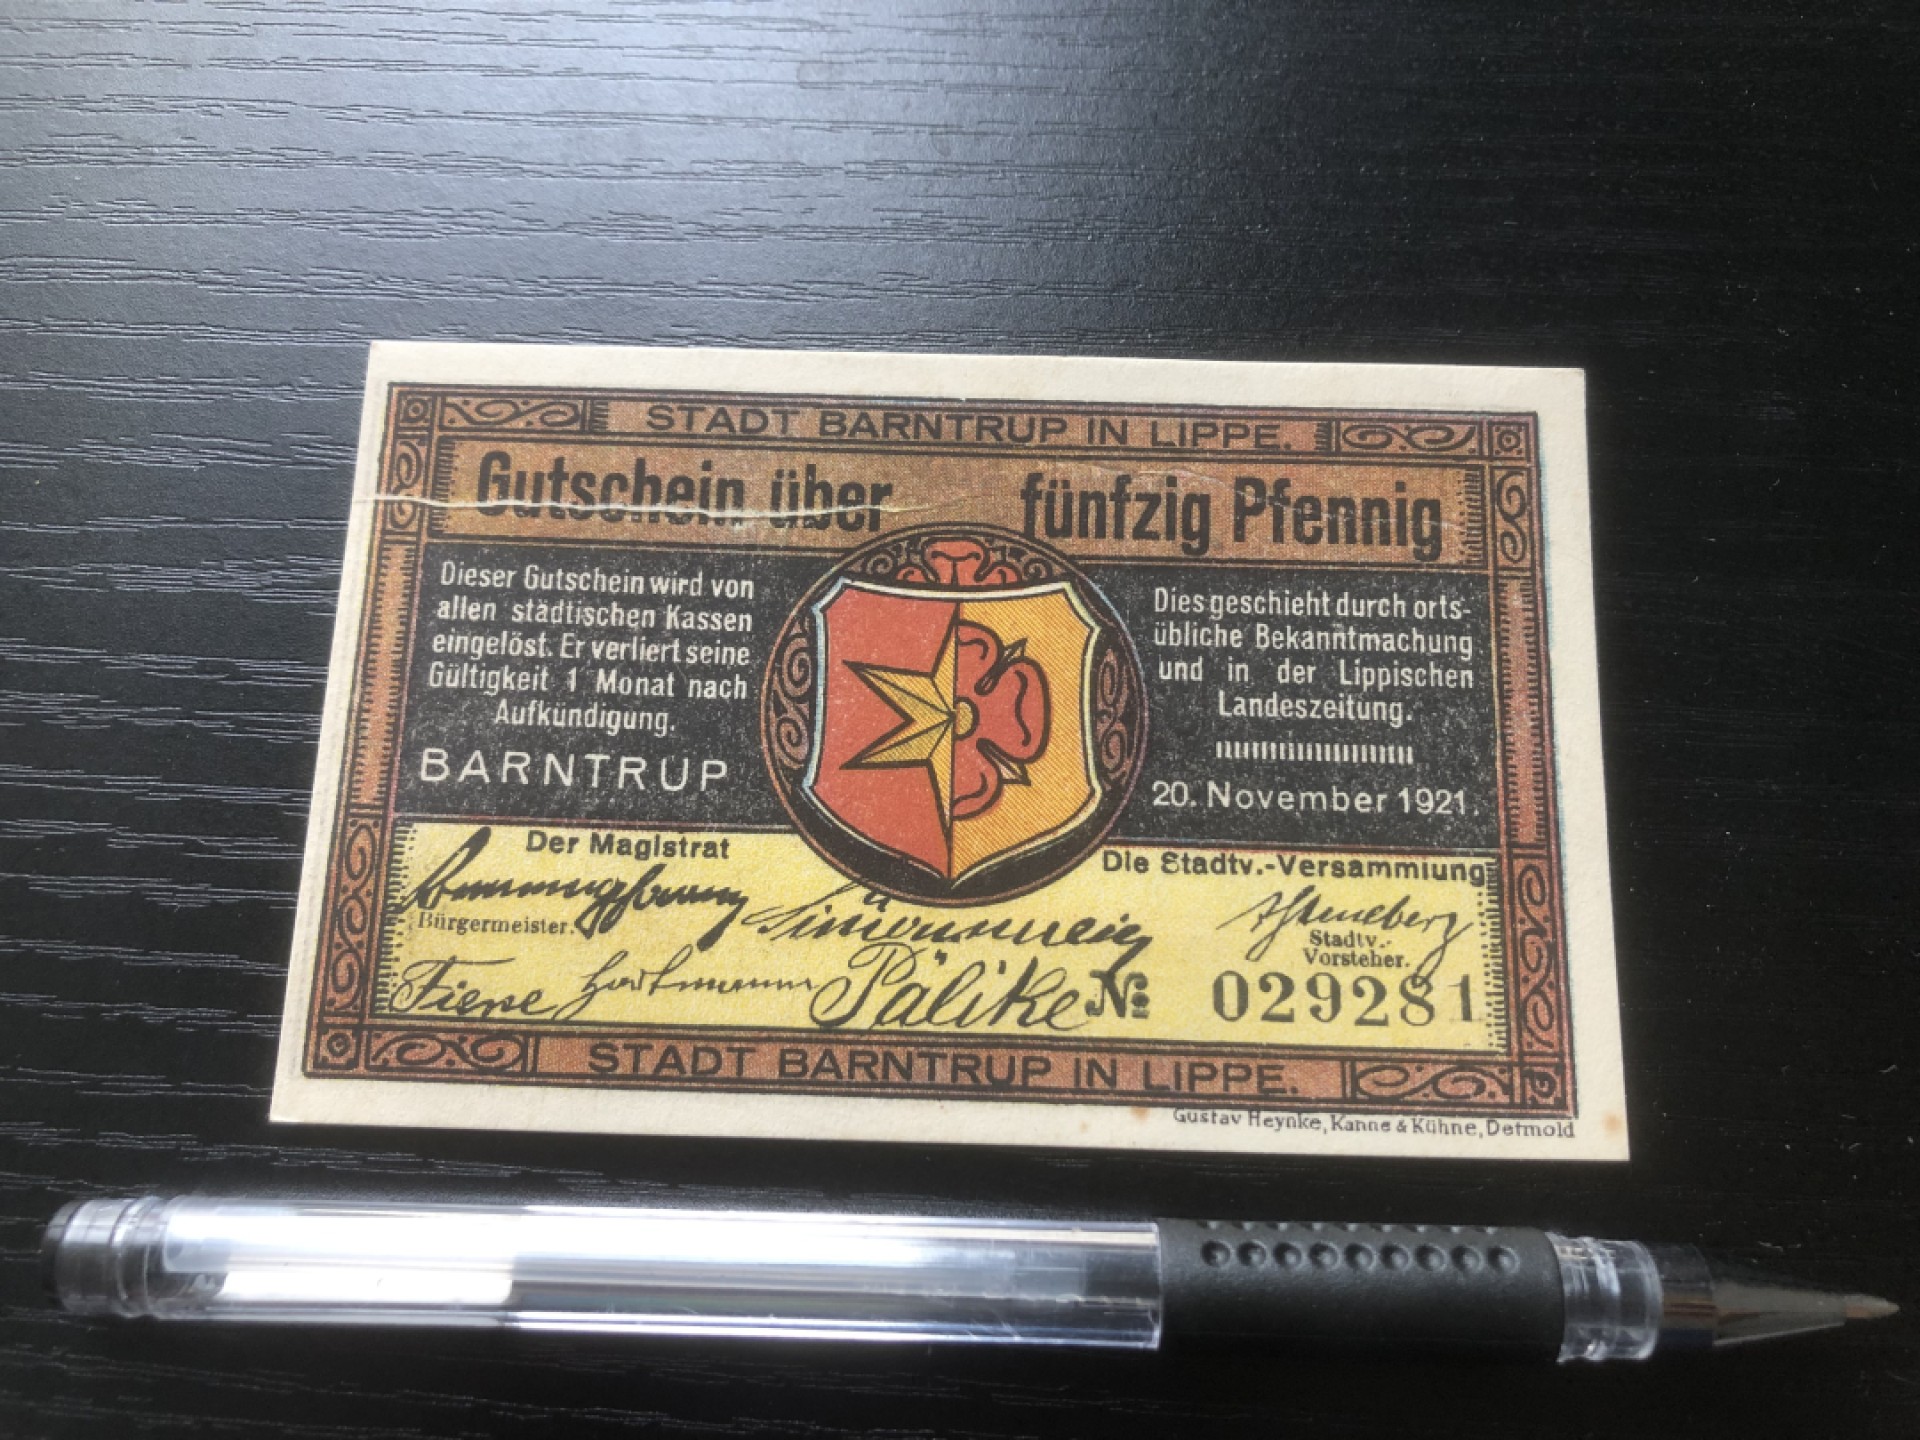 STADT BARNTRUP IN LIPPE.
Gutschein über fünfzig Pfennig
Dieser Gutschein wird von
allen städtischen Kassen
eingelöst. Er verliert seine
Gültigkeit 1 Monat nach
Aufkündigung.
BARNTRUP
Dies geschieht durch orts-
übliche Bekanntmachung
und in der Lippischen
Landeszeitung.
20. November 1921.
Der Magistrat
Bürgermeister.
Die Stadtv.-Versammlung
Stadtv.-
Vorsteher.
Hartmann Pälike
№ 029281
STADT BARNTRUP IN LIPPE.
Gustav Heynke, Kanne & Kühne, Detmold